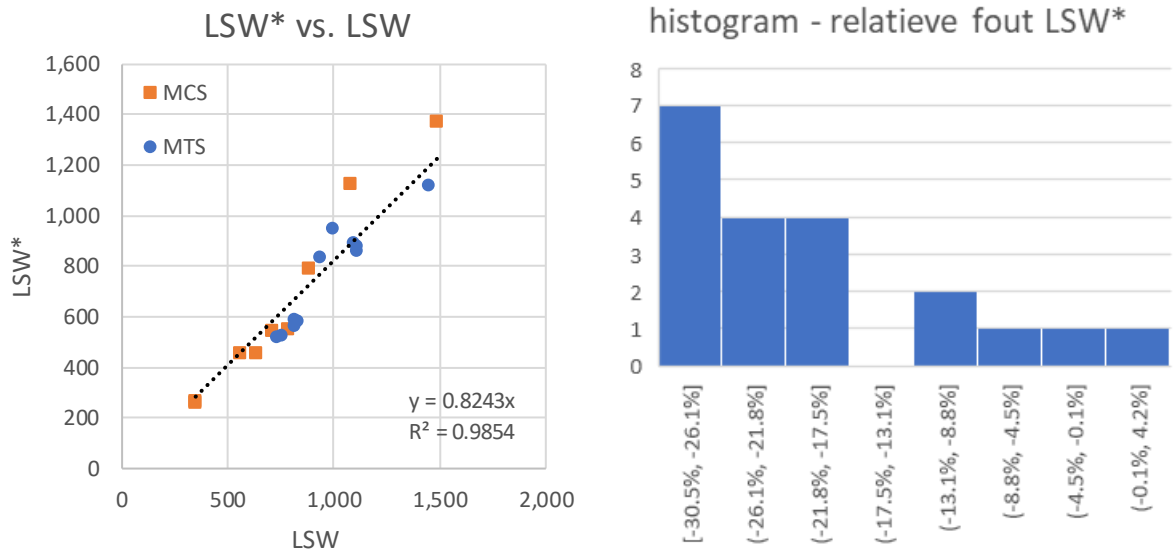 LSW* vs. LSW
1,600
1,400
1,200
1,000
800
600
400
200
0
LSW*
MCS
MTS
y = 0.8243x
R² = 0.9854
0 500 1,000 1,500 2,000
LSW
histogram - relatieve fout LSW*
8
7
6
5
4
3
2
1
0
[-30.5%, -26.1%]
(-26.1%, -21.8%]
(-21.8%, -17.5%]
(-17.5%, -13.1%]
(-13.1%, -8.8%]
(-8.8%, -4.5%]
(-4.5%, -0.1%]
(-0.1%, 4.2%]